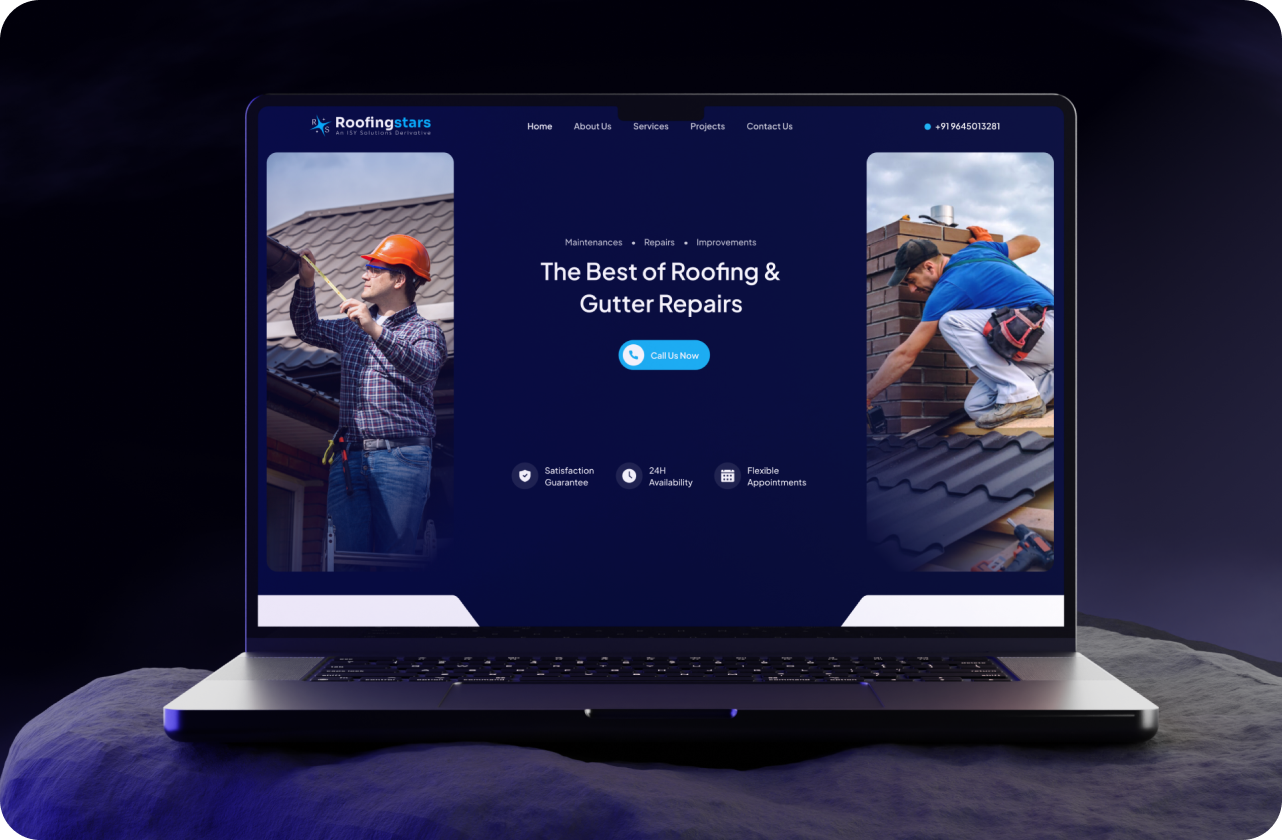 R S
Roofingstars
An ISY Solutions Derivative
Home
About Us
Services
Projects
Contact Us
+91 9645013281
Maintenances • Repairs • Improvements
The Best of Roofing &
Gutter Repairs
Call Us Now
Satisfaction
Guarantee
24H
Availability
Flexible
Appointments